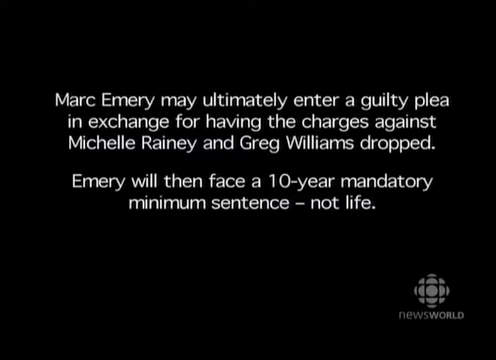 Marc Emery may ultimately enter a guilty plea
in exchange for having the charges against
Michelle Rainey and Greg Williams dropped.
Emery will then face a 10-year mandatory
minimum sentence – not life.
newsWORLD